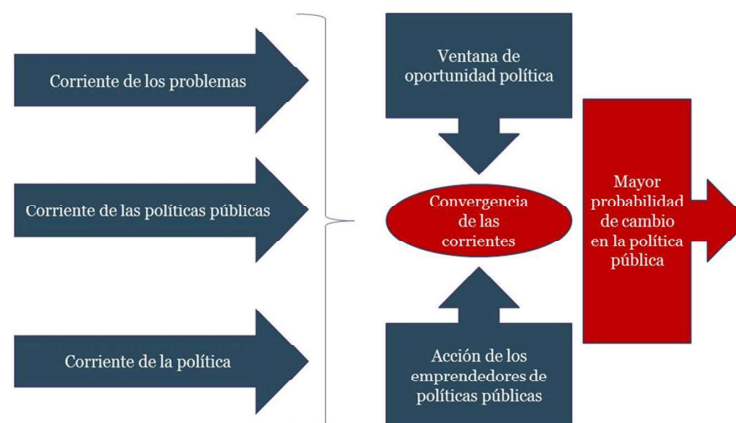 Corriente de los problemas
Corriente de las políticas públicas
Corriente de la política
Ventana de
oportunidad política
Convergencia
de las
corrientes
Acción de los
emprendedores de
políticas públicas
Mayor
probabilidad
de cambio
en la política
pública